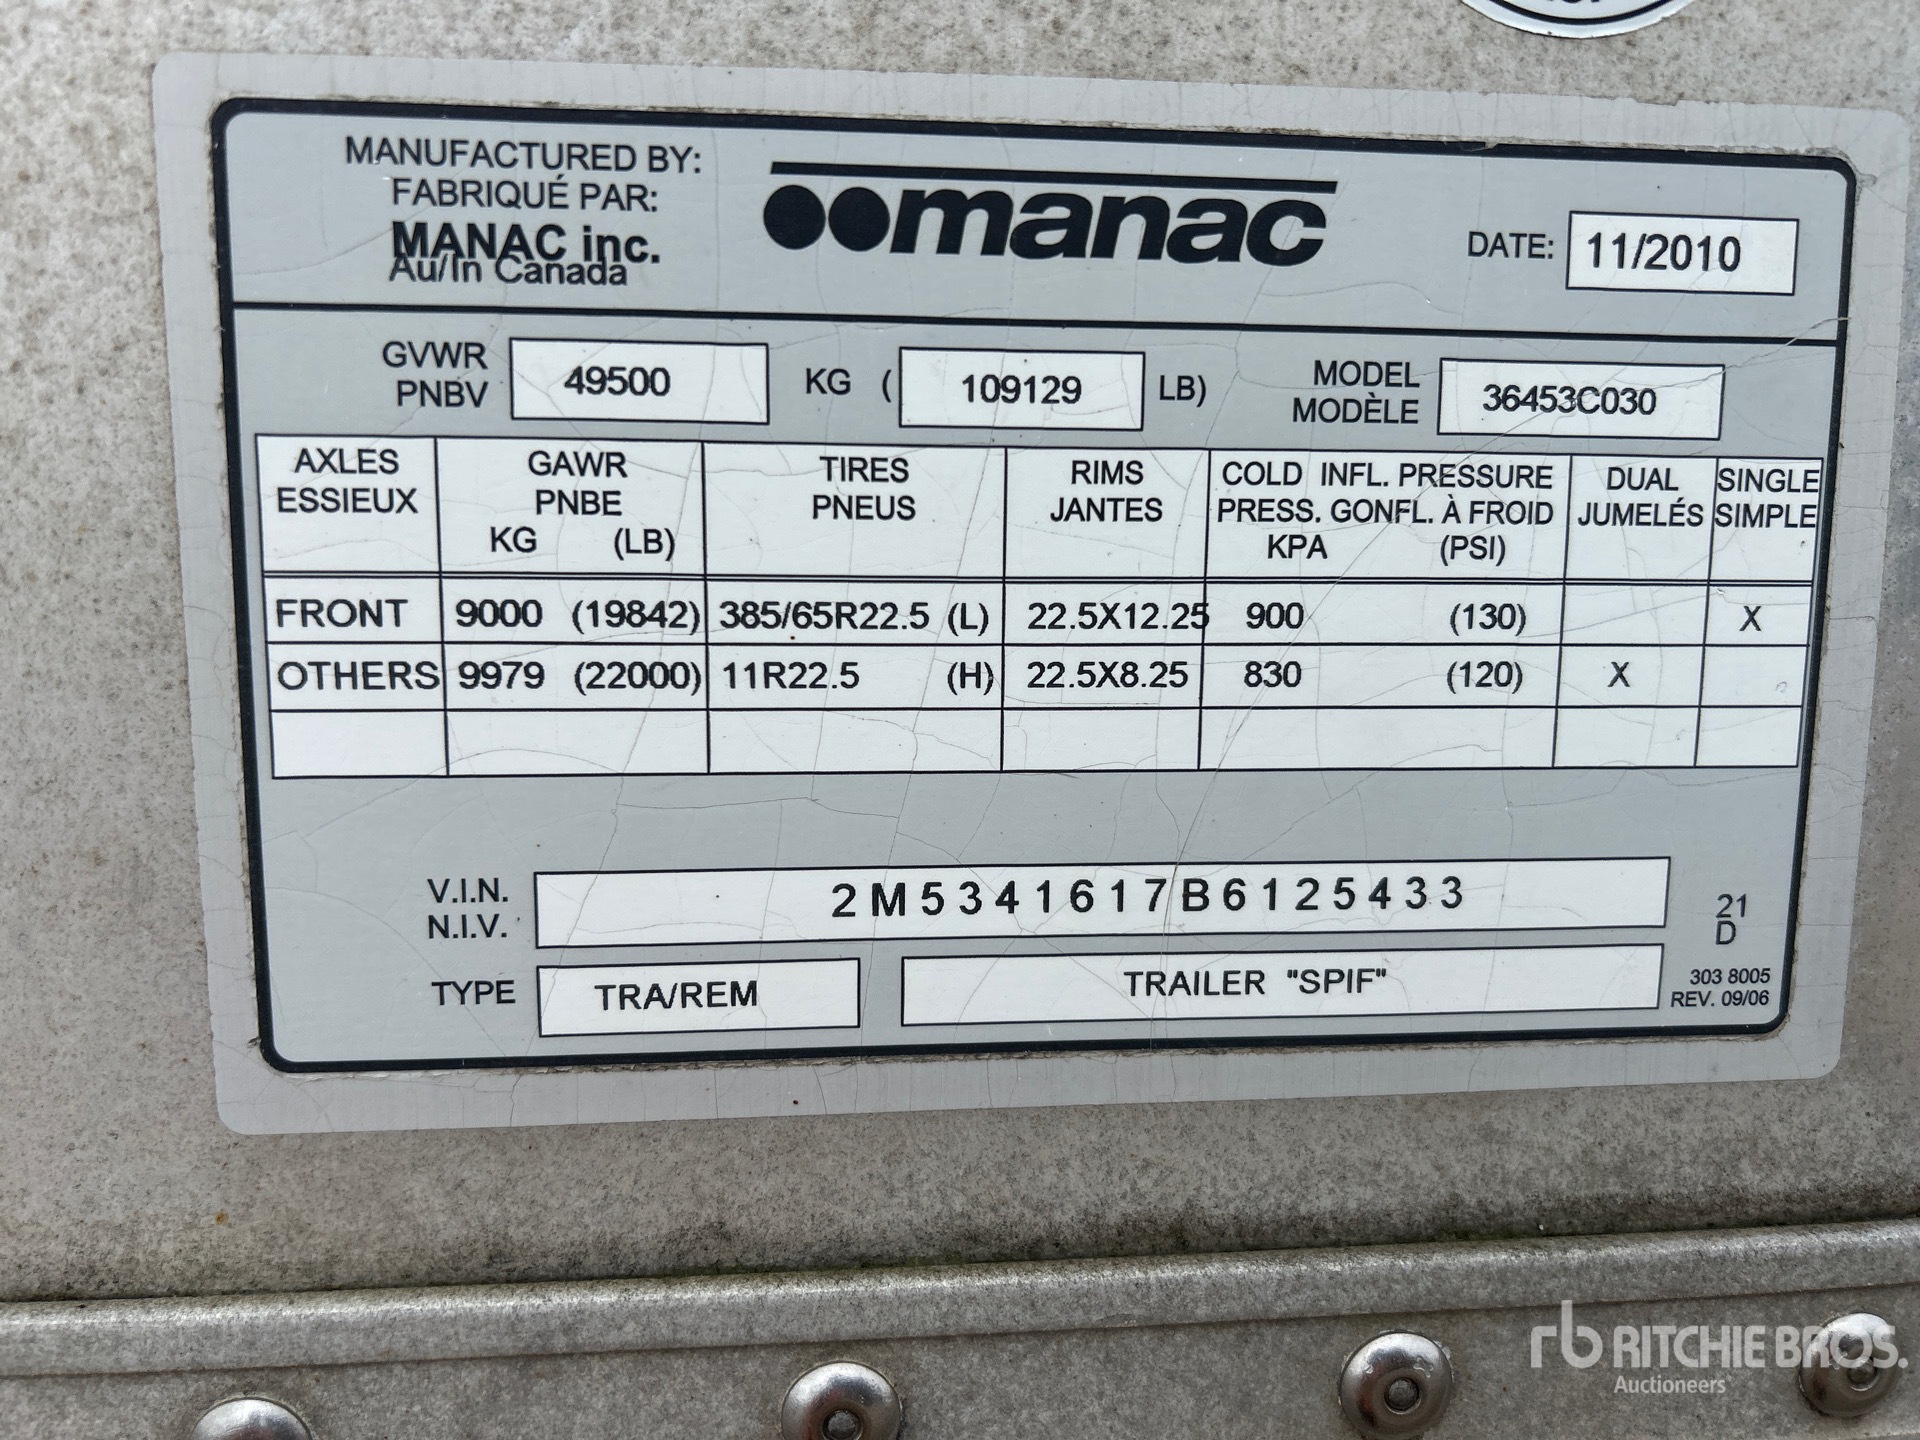 MANUFACTURED BY:
FABRIQUÉ PAR:
MANAC inc.
Au/In Canada
manac
DATE: 11/2010
GVWR
PNBV
49500 KG ( 109129 LB)
MODEL
MODÈLE
36453C030
AXLES
ESSIEUX
GAWR
PNBE
KG (LB)
TIRES
PNEUS
RIMS
JANTES
COLD INFL. PRESSURE
PRESS. GONFL. À FROID
KPA (PSI)
DUAL
JUMELÉS
SINGLE
SIMPLE
FRONT 9000 (19842) 385/65R22.5 (L) 22.5X12.25 900 (130) X
OTHERS 9979 (22000) 11R22.5 (H) 22.5X8.25 830 (120) X
V.I.N.
N.I.V.
2M5341617B6125433
21
D
TYPE TRA/REM TRAILER "SPIF"
303 8005
REV. 09/06
rb RITCHIE BROS.
Auctioneers